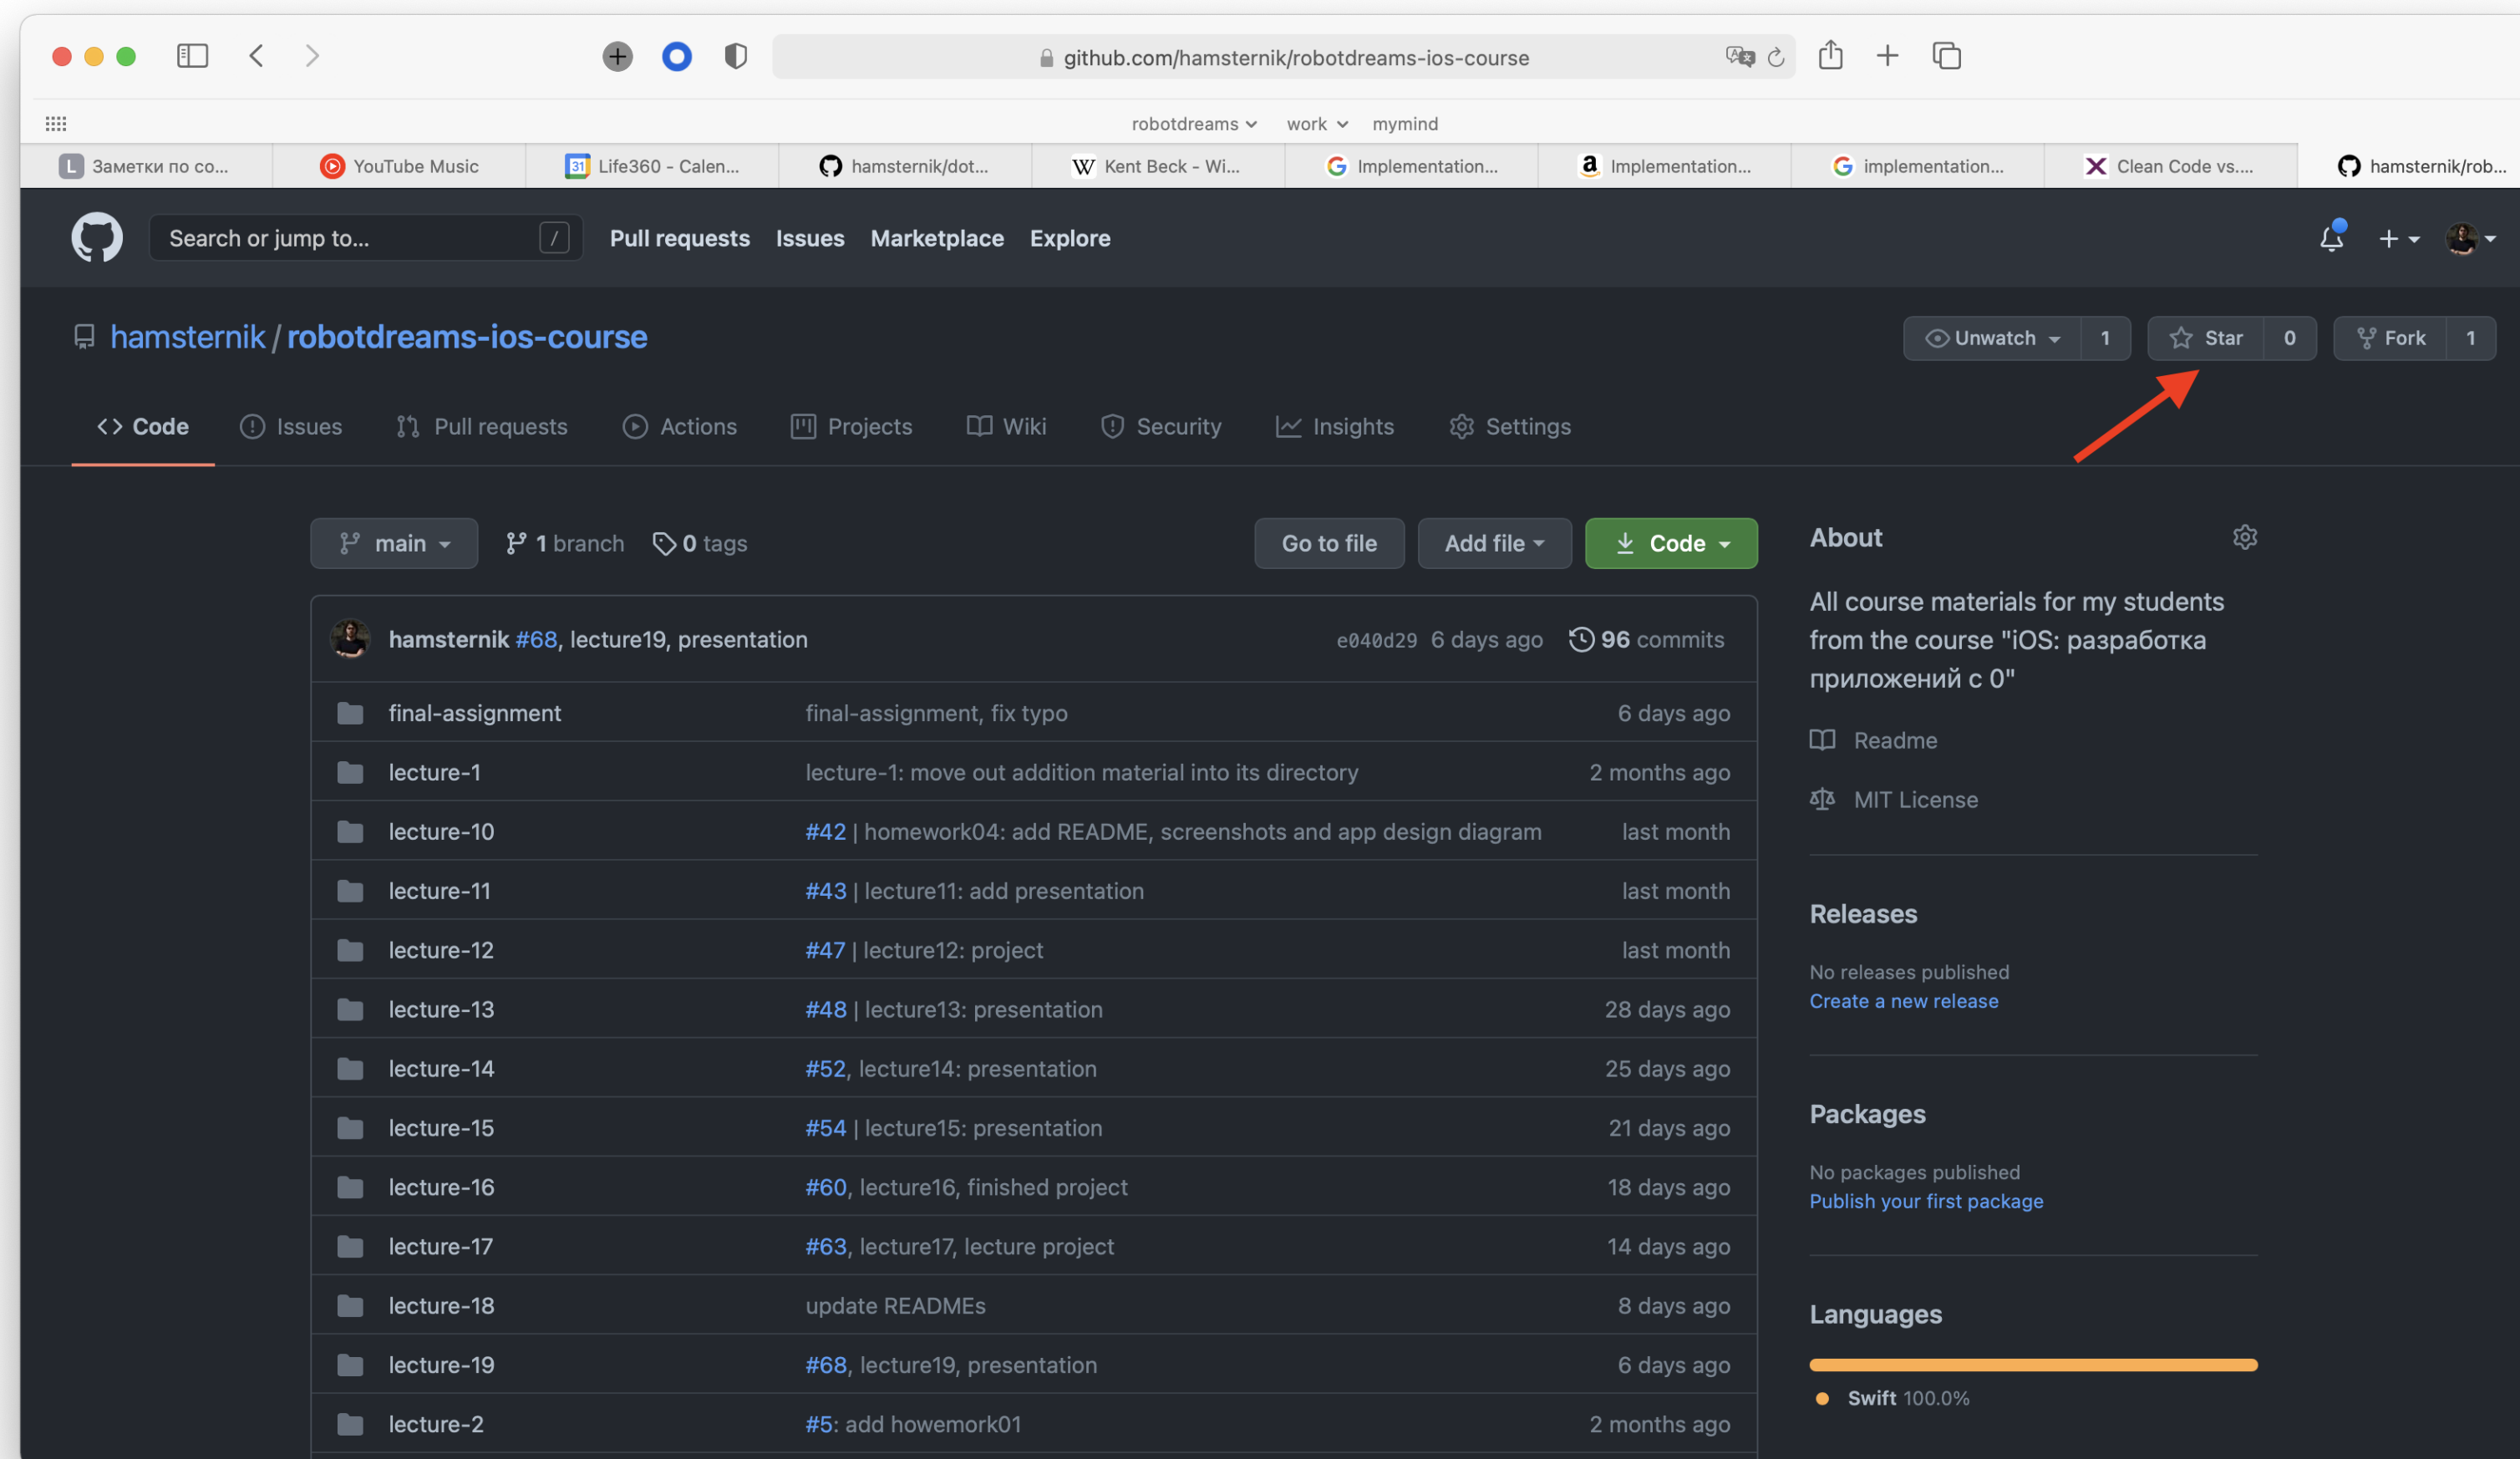 github.com/hamsternik/robotdreams-ios-course
robotdreams work mymind
L Заметки по со... YouTube Music 31 Life360 - Calen... hamsternik/dot... W Kent Beck - Wi... G Implementation... a Implementation... G implementation... X Clean Code vs.... hamsternik/rob...
Search or jump to... / Pull requests Issues Marketplace Explore
hamsternik / robotdreams-ios-course Unwatch 1 Star 0 Fork 1
Code Issues Pull requests Actions Projects Wiki Security Insights Settings
main 1 branch 0 tags Go to file Add file Code
hamsternik #68, lecture19, presentation e040d29 6 days ago 96 commits
final-assignment final-assignment, fix typo 6 days ago
lecture-1 lecture-1: move out addition material into its directory 2 months ago
lecture-10 #42 | homework04: add README, screenshots and app design diagram last month
lecture-11 #43 | lecture11: add presentation last month
lecture-12 #47 | lecture12: project last month
lecture-13 #48 | lecture13: presentation 28 days ago
lecture-14 #52, lecture14: presentation 25 days ago
lecture-15 #54 | lecture15: presentation 21 days ago
lecture-16 #60, lecture16, finished project 18 days ago
lecture-17 #63, lecture17, lecture project 14 days ago
lecture-18 update READMEs 8 days ago
lecture-19 #68, lecture19, presentation 6 days ago
lecture-2 #5: add howemork01 2 months ago
About
All course materials for my students
from the course "iOS: разработка
приложений с 0"
Readme
MIT License
Releases
No releases published
Create a new release
Packages
No packages published
Publish your first package
Languages
Swift 100.0%